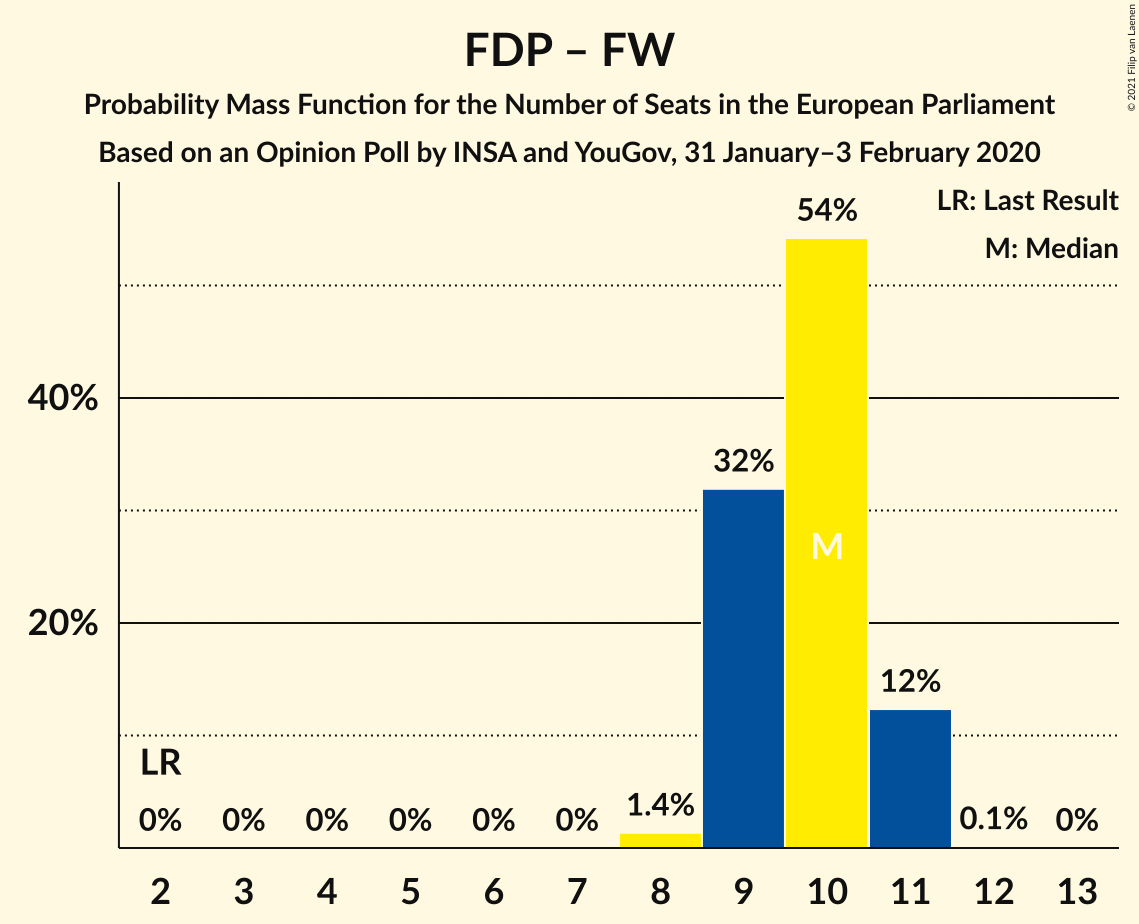 FDP – FW
Probability Mass Function for the Number of Seats in the European Parliament
Based on an Opinion Poll by INSA and YouGov, 31 January–3 February 2020
© 2021 Filip van Laenen
LR: Last Result
M: Median
54%
40%
32%
M
20%
12%
LR
0% 0% 0% 0% 0% 0% 1.4% 0.1% 0%
2 3 4 5 6 7 8 9 10 11 12 13